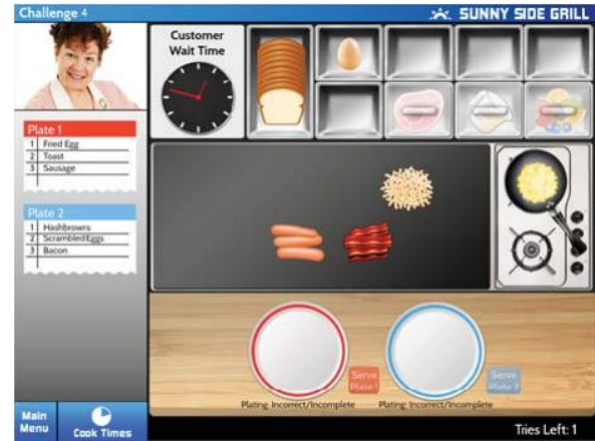 Challenge 4
SUNNY SIDE GRILL
Customer
Wait Time
Plate 1
1 Fried Egg
2 Toast
3 Sausage
Plate 2
1 Hashbrowns
2 Scrambled Eggs
3 Bacon
Serve
Plate 1
Serve
Plating: Incorrect/Incomplete
Plating: Incorrect/Incomplete
Main
Menu
Cook Times
Tries Left: 1